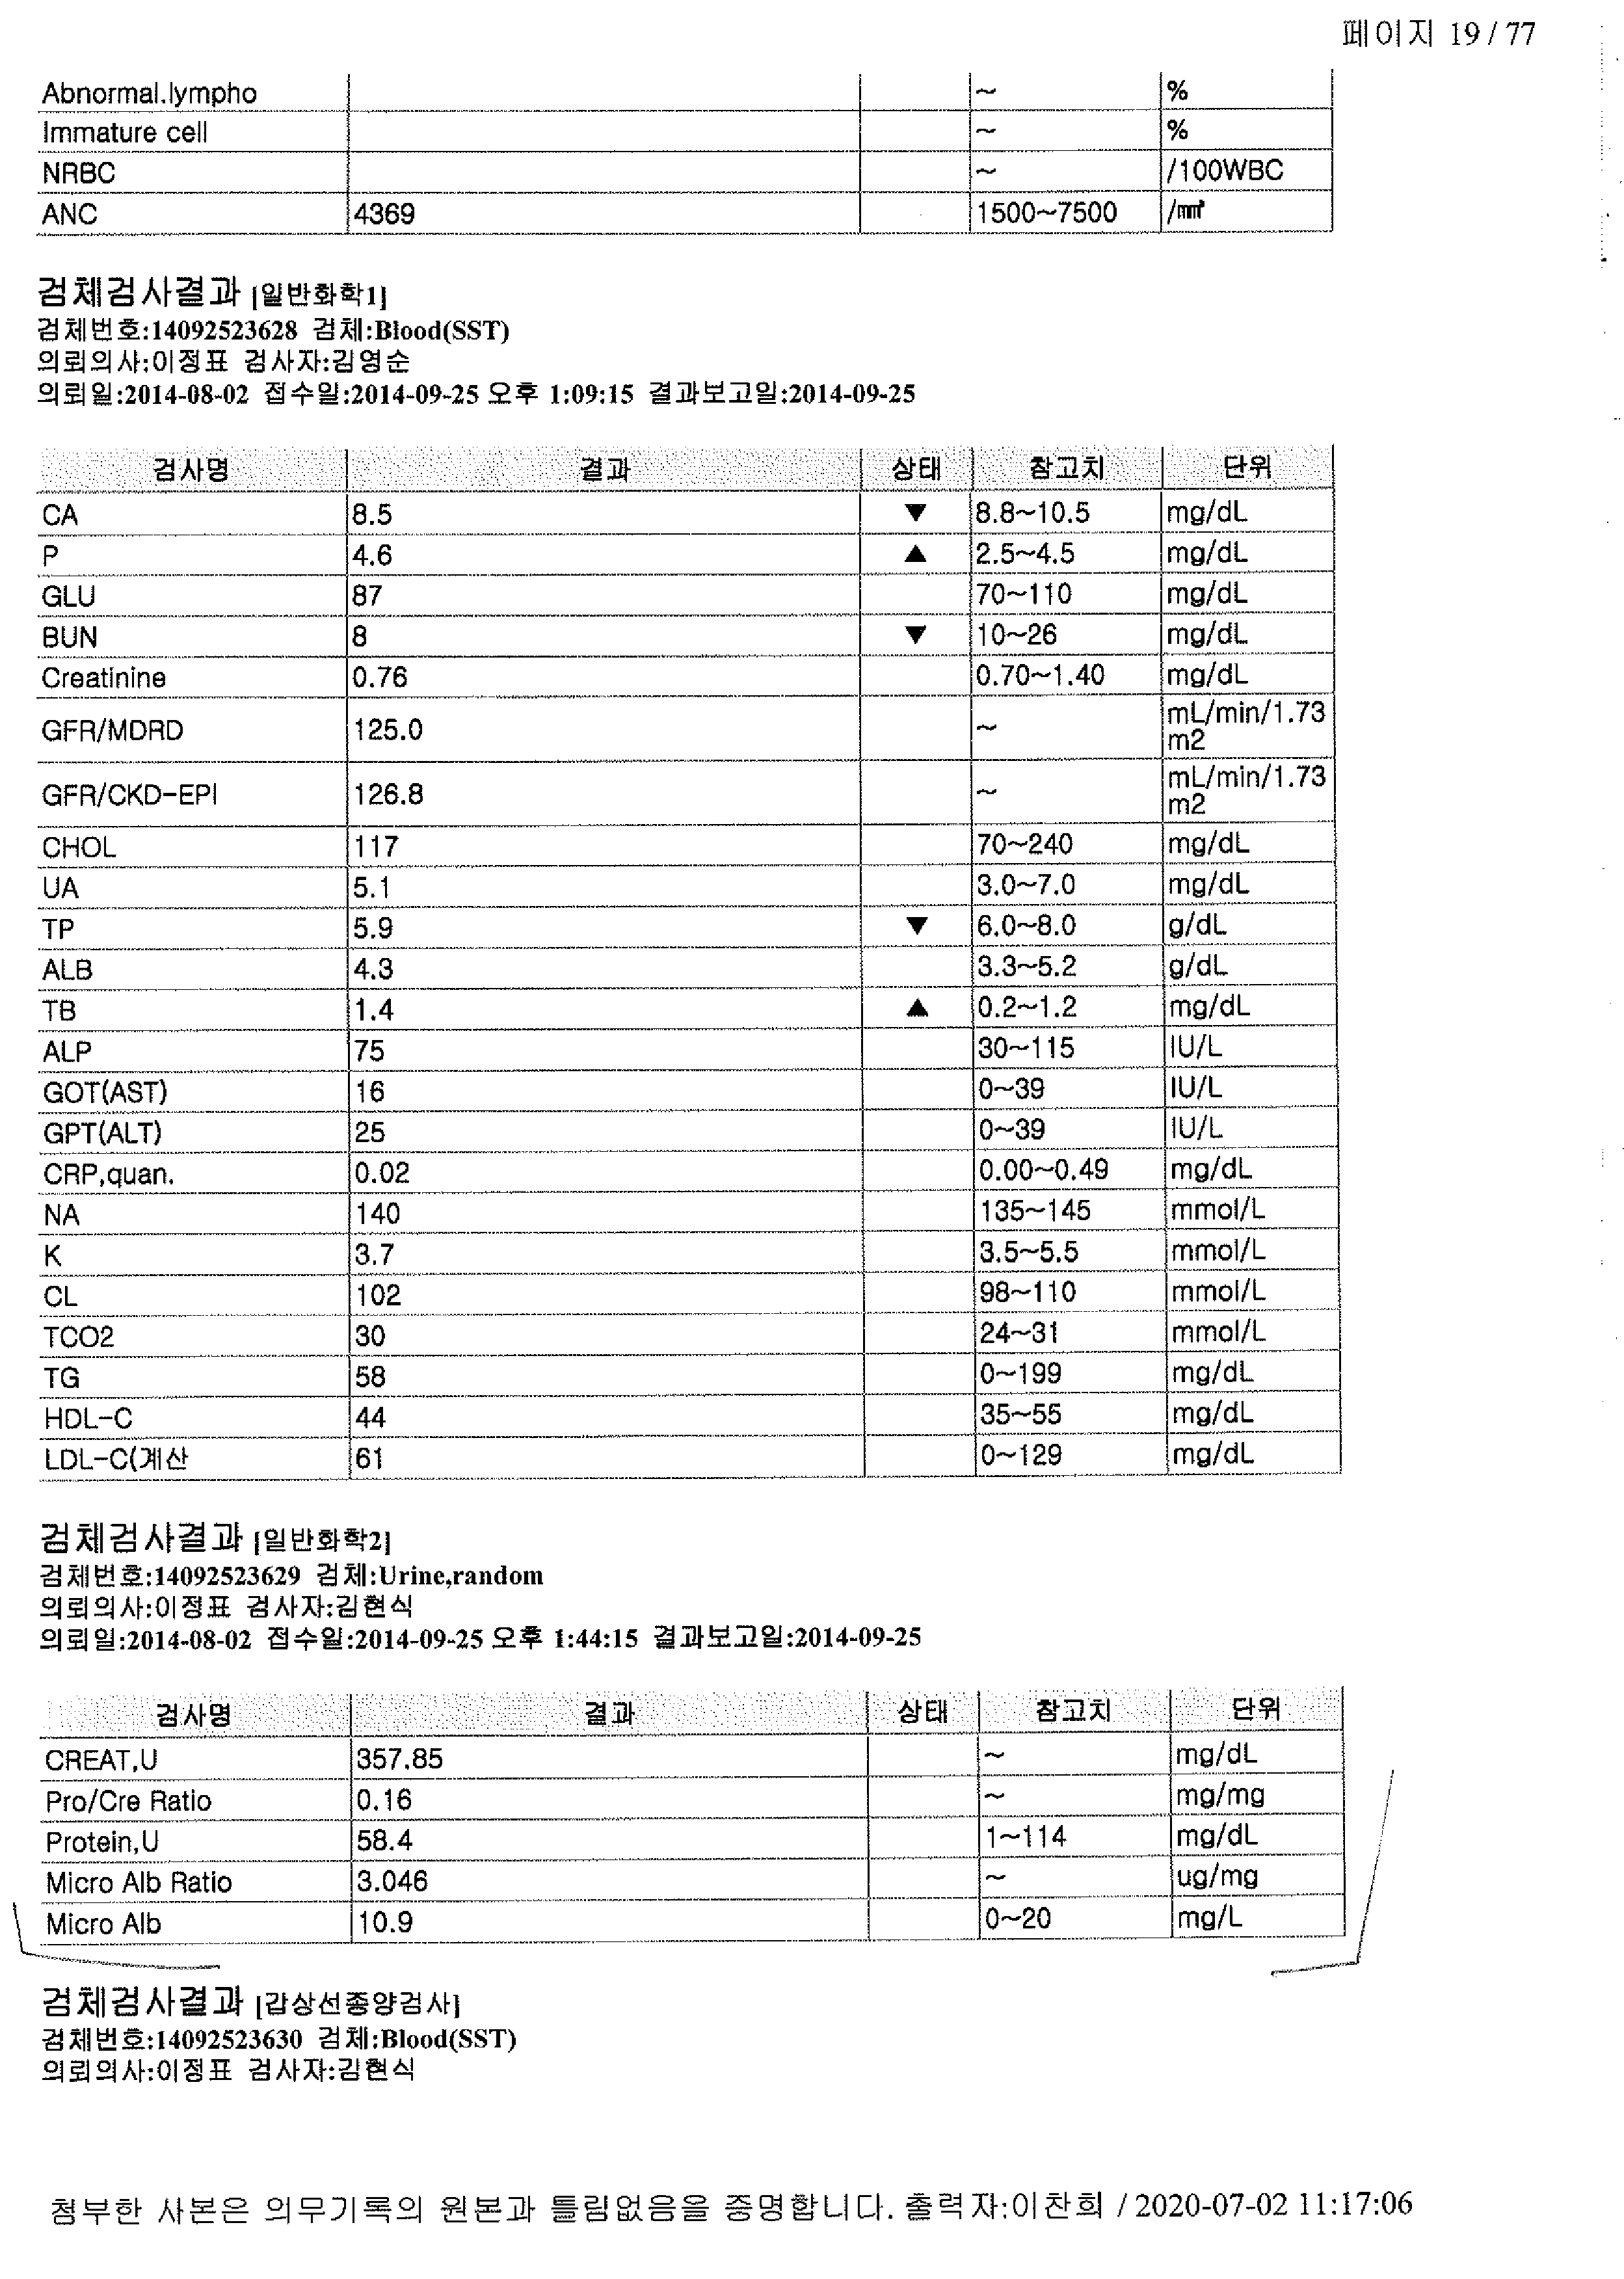 페이지 19 / 77
Abnormal.lympho ~ %
Immature cell ~ %
NRBC ~ /100WBC
ANC 4369 1500~7500 /㎣
검체검사결과 [일반화학1]
검체번호:14092523628 검체:Blood(SST)
의뢰의사:이정표 검사자:김영순
의뢰일:2014-08-02 접수일:2014-09-25 오후 1:09:15 결과보고일:2014-09-25
검사명 결과 상태 참고치 단위
CA 8.5 ▼ 8.8~10.5 mg/dL
P 4.6 ▲ 2.5~4.5 mg/dL
GLU 87 70~110 mg/dL
BUN 8 ▼ 10~26 mg/dL
Creatinine 0.76 0.70~1.40 mg/dL
GFR/MDRD 125.0 ~ mL/min/1.73
m2
GFR/CKD-EPI 126.8 ~ mL/min/1.73
m2
CHOL 117 70~240 mg/dL
UA 5.1 3.0~7.0 mg/dL
TP 5.9 ▼ 6.0~8.0 g/dL
ALB 4.3 3.3~5.2 g/dL
TB 1.4 ▲ 0.2~1.2 mg/dL
ALP 75 30~115 IU/L
GOT(AST) 16 0~39 IU/L
GPT(ALT) 25 0~39 IU/L
CRP,quan. 0.02 0.00~0.49 mg/dL
NA 140 135~145 mmol/L
K 3.7 3.5~5.5 mmol/L
CL 102 98~110 mmol/L
TCO2 30 24~31 mmol/L
TG 58 0~199 mg/dL
HDL-C 44 35~55 mg/dL
LDL-C(계산 61 0~129 mg/dL
검체검사결과 [일반화학2]
검체번호:14092523629 검체:Urine,random
의뢰의사:이정표 검사자:김현식
의뢰일:2014-08-02 접수일:2014-09-25 오후 1:44:15 결과보고일:2014-09-25
검사명 결과 상태 참고치 단위
CREAT,U 357.85 ~ mg/dL
Pro/Cre Ratio 0.16 ~ mg/mg
Protein,U 58.4 1~114 mg/dL
Micro Alb Ratio 3.046 ~ ug/mg
Micro Alb 10.9 0~20 mg/L
검체검사결과 [갑상선종양검사]
검체번호:14092523630 검체:Blood(SST)
의뢰의사:이정표 검사자:김현식
첨부한 사본은 의무기록의 원본과 틀림없음을 증명합니다. 출력자:이찬희 / 2020-07-02 11:17:06